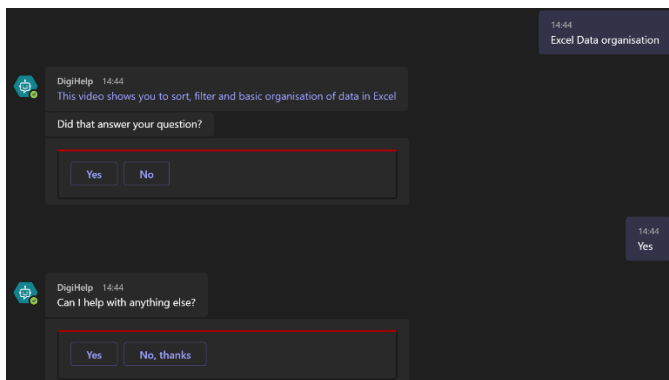 14:44
Excel Data organisation
DigiHelp 14:44
This video shows you to sort, filter and basic organisation of data in Excel
Did that answer your question?
Yes No
14:44
Yes
DigiHelp 14:44
Can I help with anything else?
Yes No, thanks